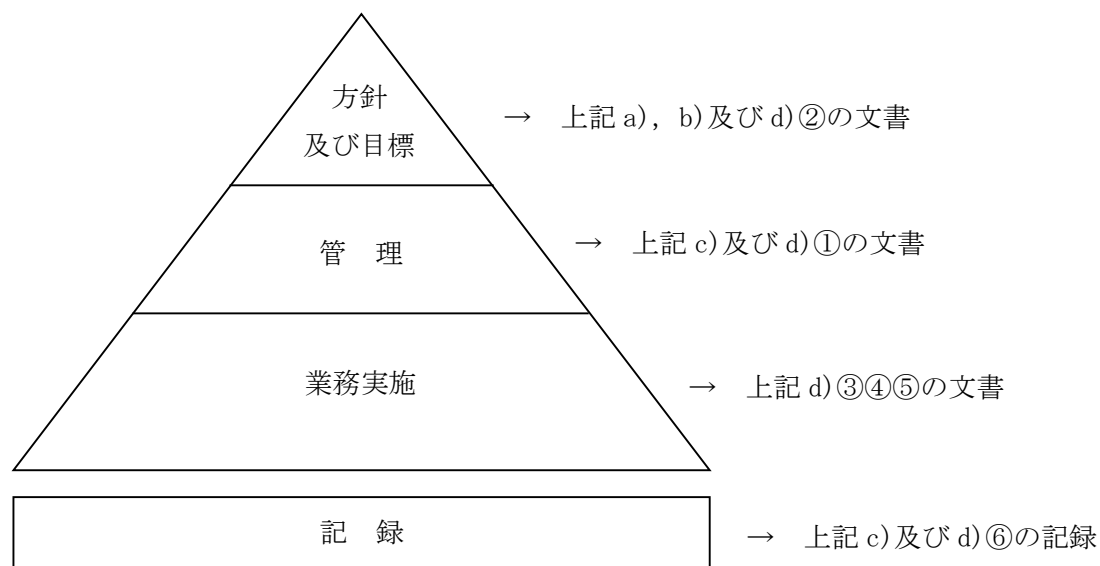 方針
及び目標
→ 上記 a), b)及び d)②の文書
管 理
→ 上記 c)及び d)①の文書
業務実施
→ 上記 d)③④⑤の文書
記 録
→ 上記 c)及び d)⑥の記録